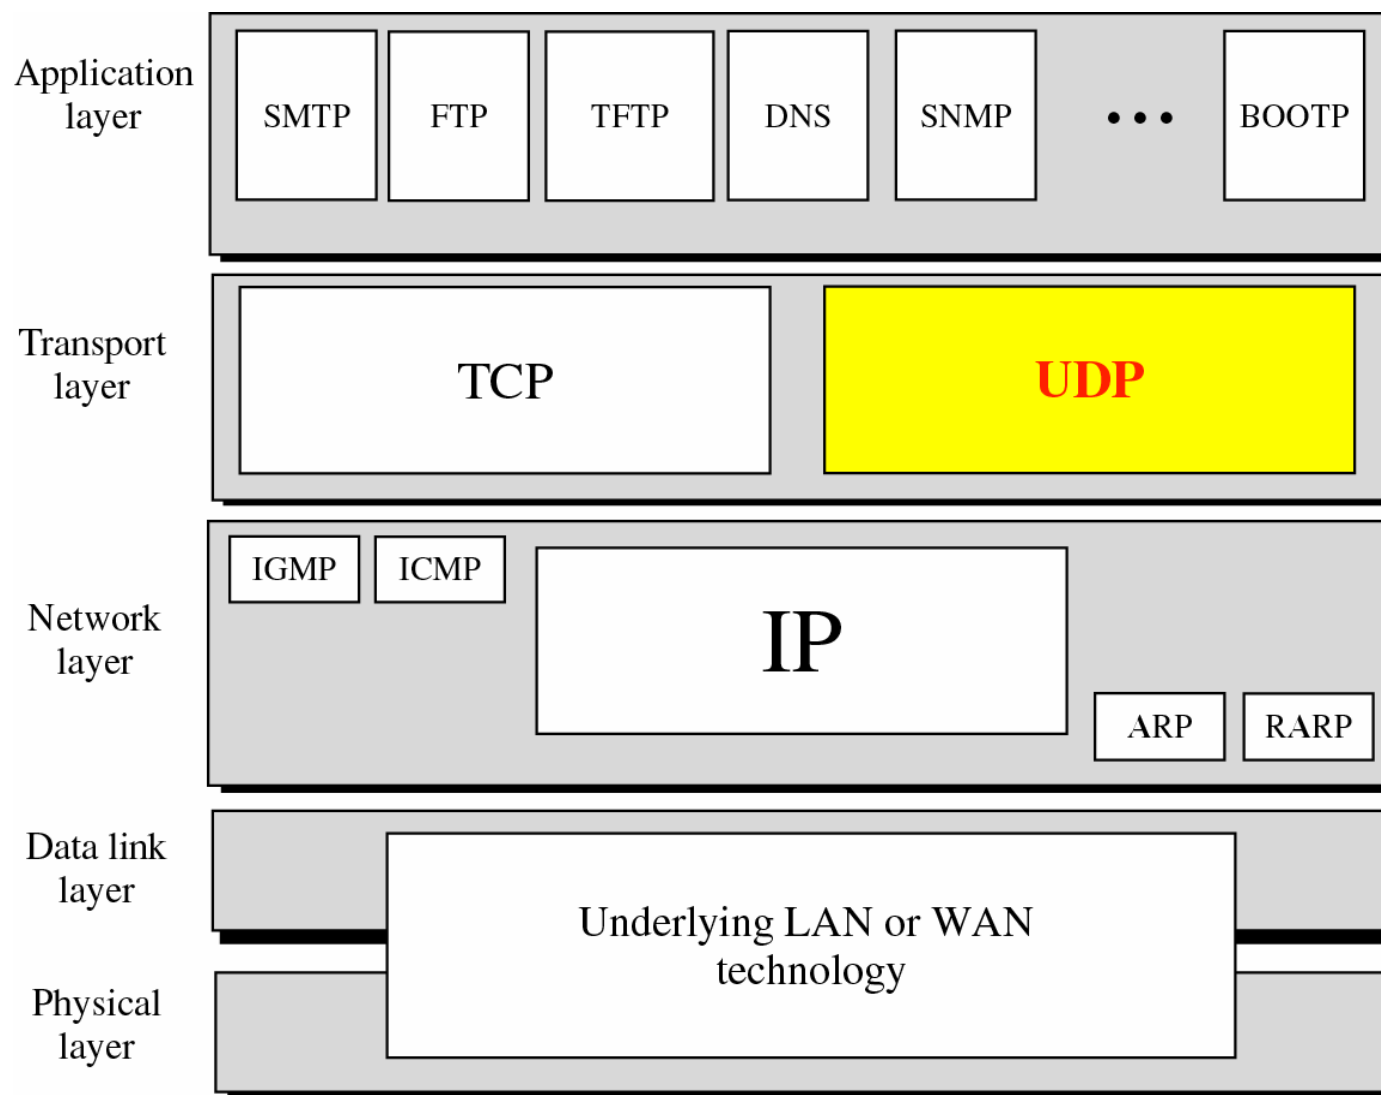 Application
layer
SMTP
FTP
TFTP
DNS
SNMP
• • •
BOOTP
Transport
layer
TCP
UDP
Network
layer
IGMP
ICMP
IP
ARP
RARP
Data link
layer
Underlying LAN or WAN
technology
Physical
layer